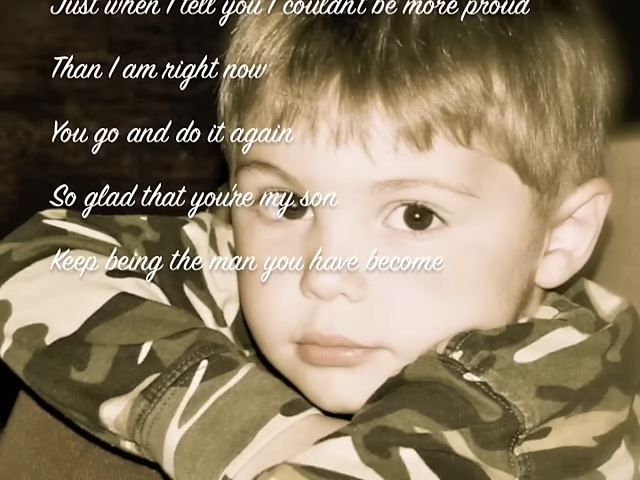 Just when I tell you I couldn't be more proud
Than I am right now
You go and do it again
So glad that you're my son
Keep being the man you have become